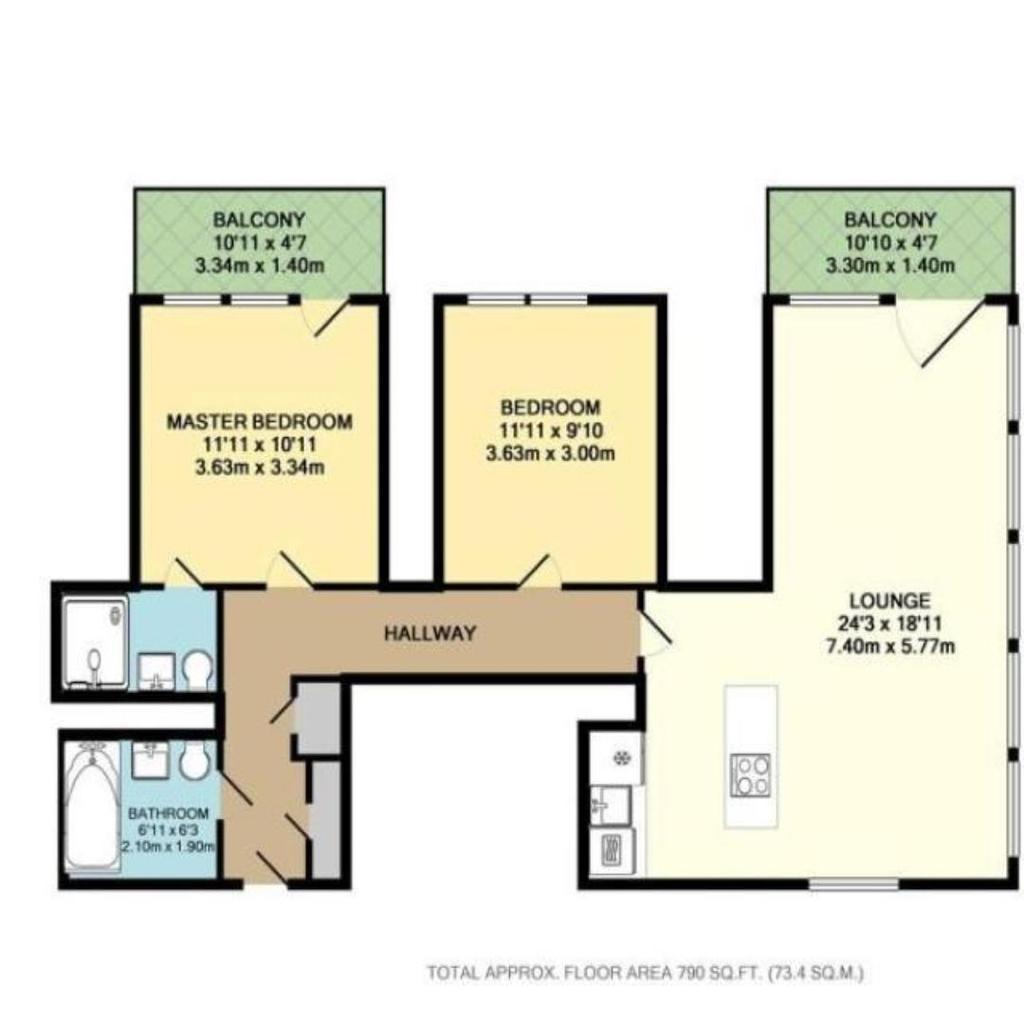 BALCONY
10'11 x 4'7
3.34m x 1.40m
BALCONY
10'10 x 4'7
3.30m x 1.40m
MASTER BEDROOM
11'11 x 10'11
3.63m x 3.34m
BEDROOM
11'11 x 9'10
3.63m x 3.00m
LOUNGE
24'3 x 18'11
7.40m x 5.77m
HALLWAY
BATHROOM
6'11 x 6'3
2.10m x 1.90m
TOTAL APPROX. FLOOR AREA 790 SQ.FT. (73.4 SQ.M.)